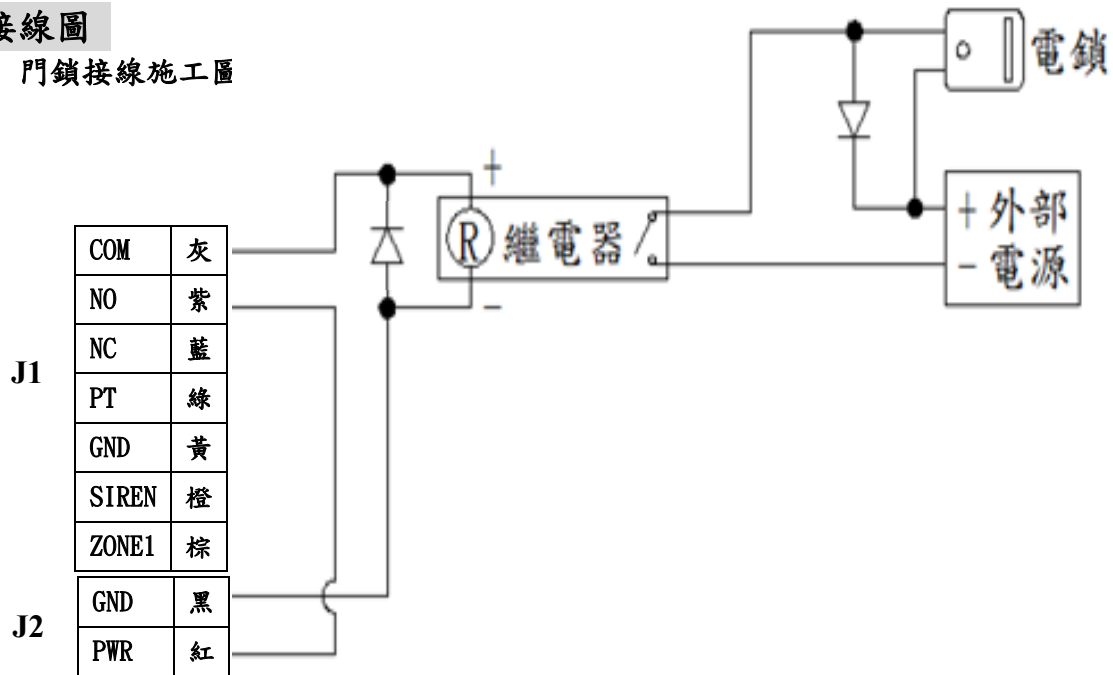 接線圖
門鎖接線施工圖
電鎖
+
R 繼電器
-
+ 外部
- 電源
J1
COM 灰
NO 紫
NC 藍
PT 綠
GND 黃
SIREN 橙
ZONE1 棕
J2
GND 黑
PWR 紅